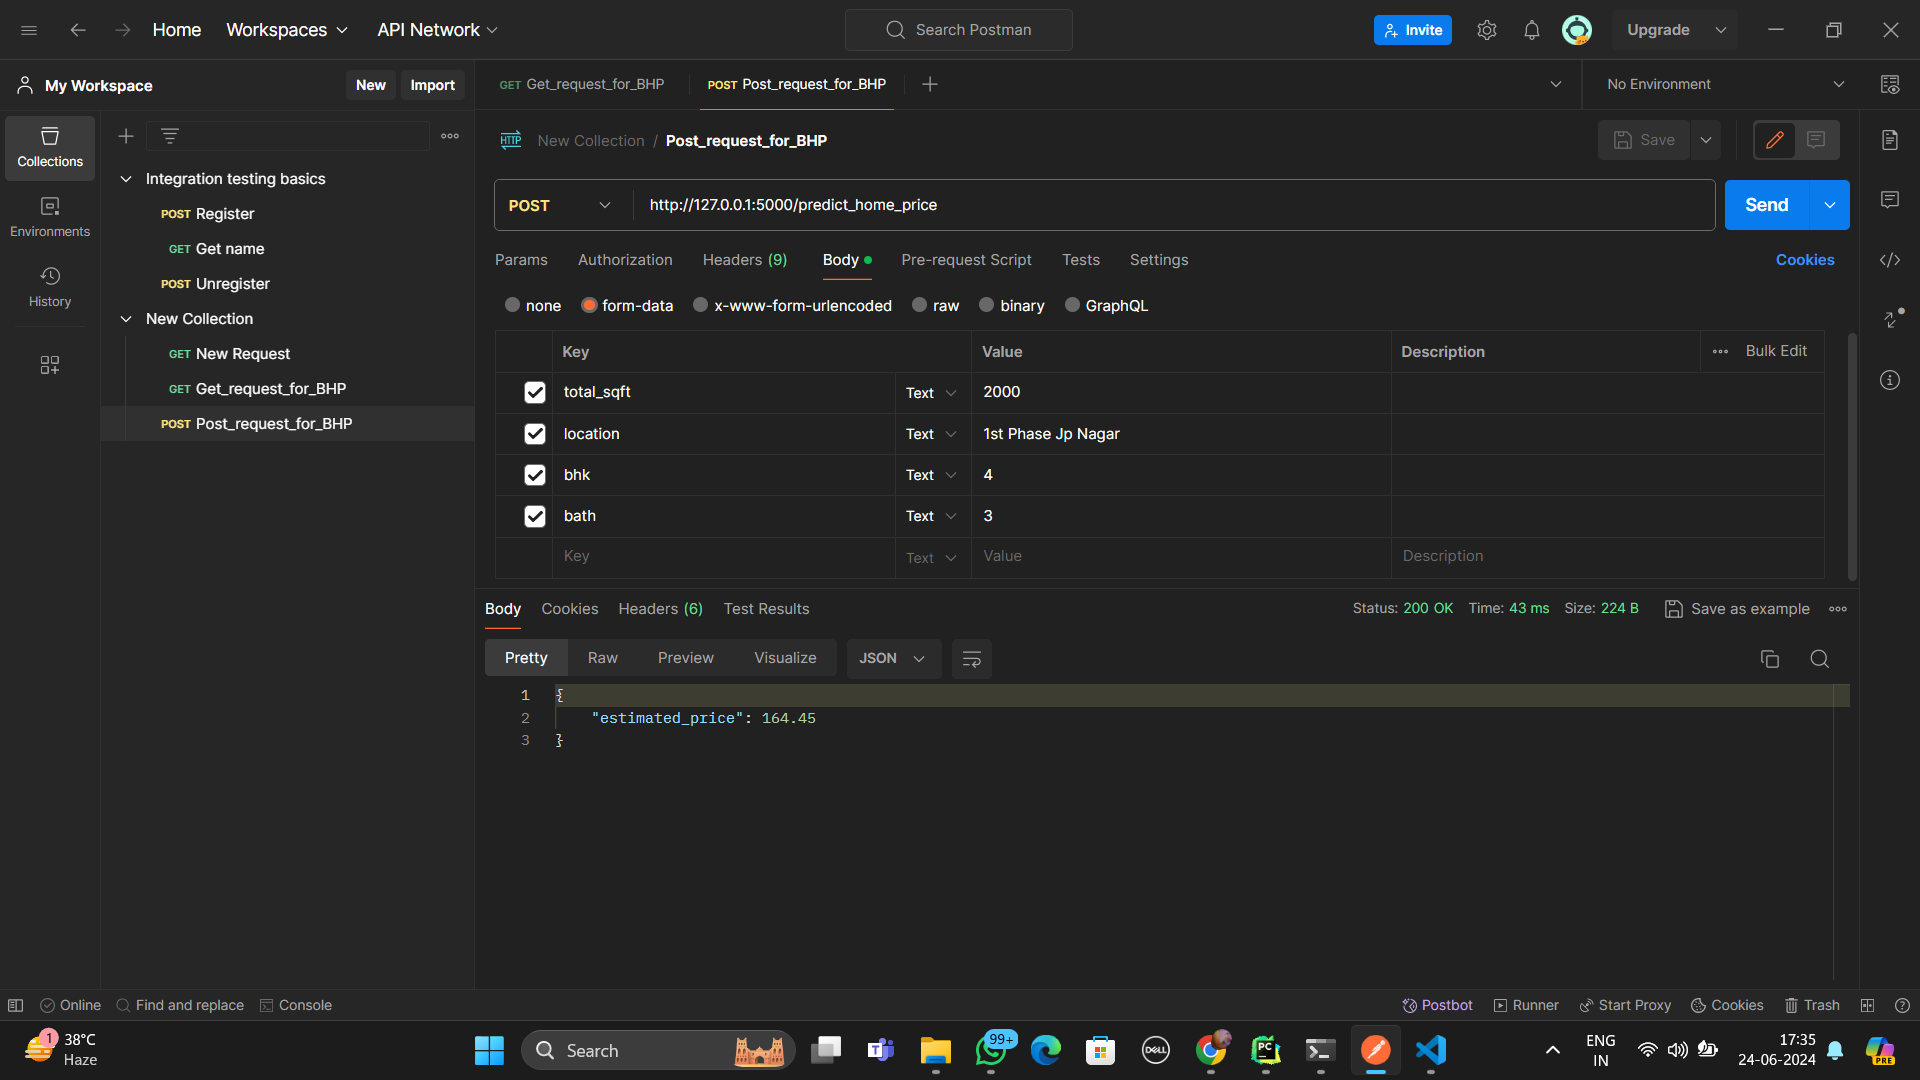 Home
Workspaces
API Network
Search Postman
Invite
Upgrade
My Workspace
New
Import
GET Get_request_for_BHP
POST Post_request_for_BHP
No Environment
Collections
Environments
History
Integration testing basics
POST Register
GET Get name
POST Unregister
New Collection
GET New Request
GET Get_request_for_BHP
POST Post_request_for_BHP
HTTP New Collection / Post_request_for_BHP
Save
POST http://127.0.0.1:5000/predict_home_price
Send
Params Authorization Headers (9) Body Pre-request Script Tests Settings Cookies
none form-data x-www-form-urlencoded raw binary GraphQL
Key Value Description Bulk Edit
total_sqft Text 2000
location Text 1st Phase Jp Nagar
bhk Text 4
bath Text 3
Key Text Value Description
Body Cookies Headers (6) Test Results Status: 200 OK Time: 43 ms Size: 224 B Save as example
Pretty Raw Preview Visualize JSON
1 {
2 "estimated_price": 164.45
3 }
Online Find and replace Console Postbot Runner Start Proxy Cookies Trash
1
38°C
Haze
Search
99+
DELL
PC
ENG
IN
17:35
24-06-2024
PRE